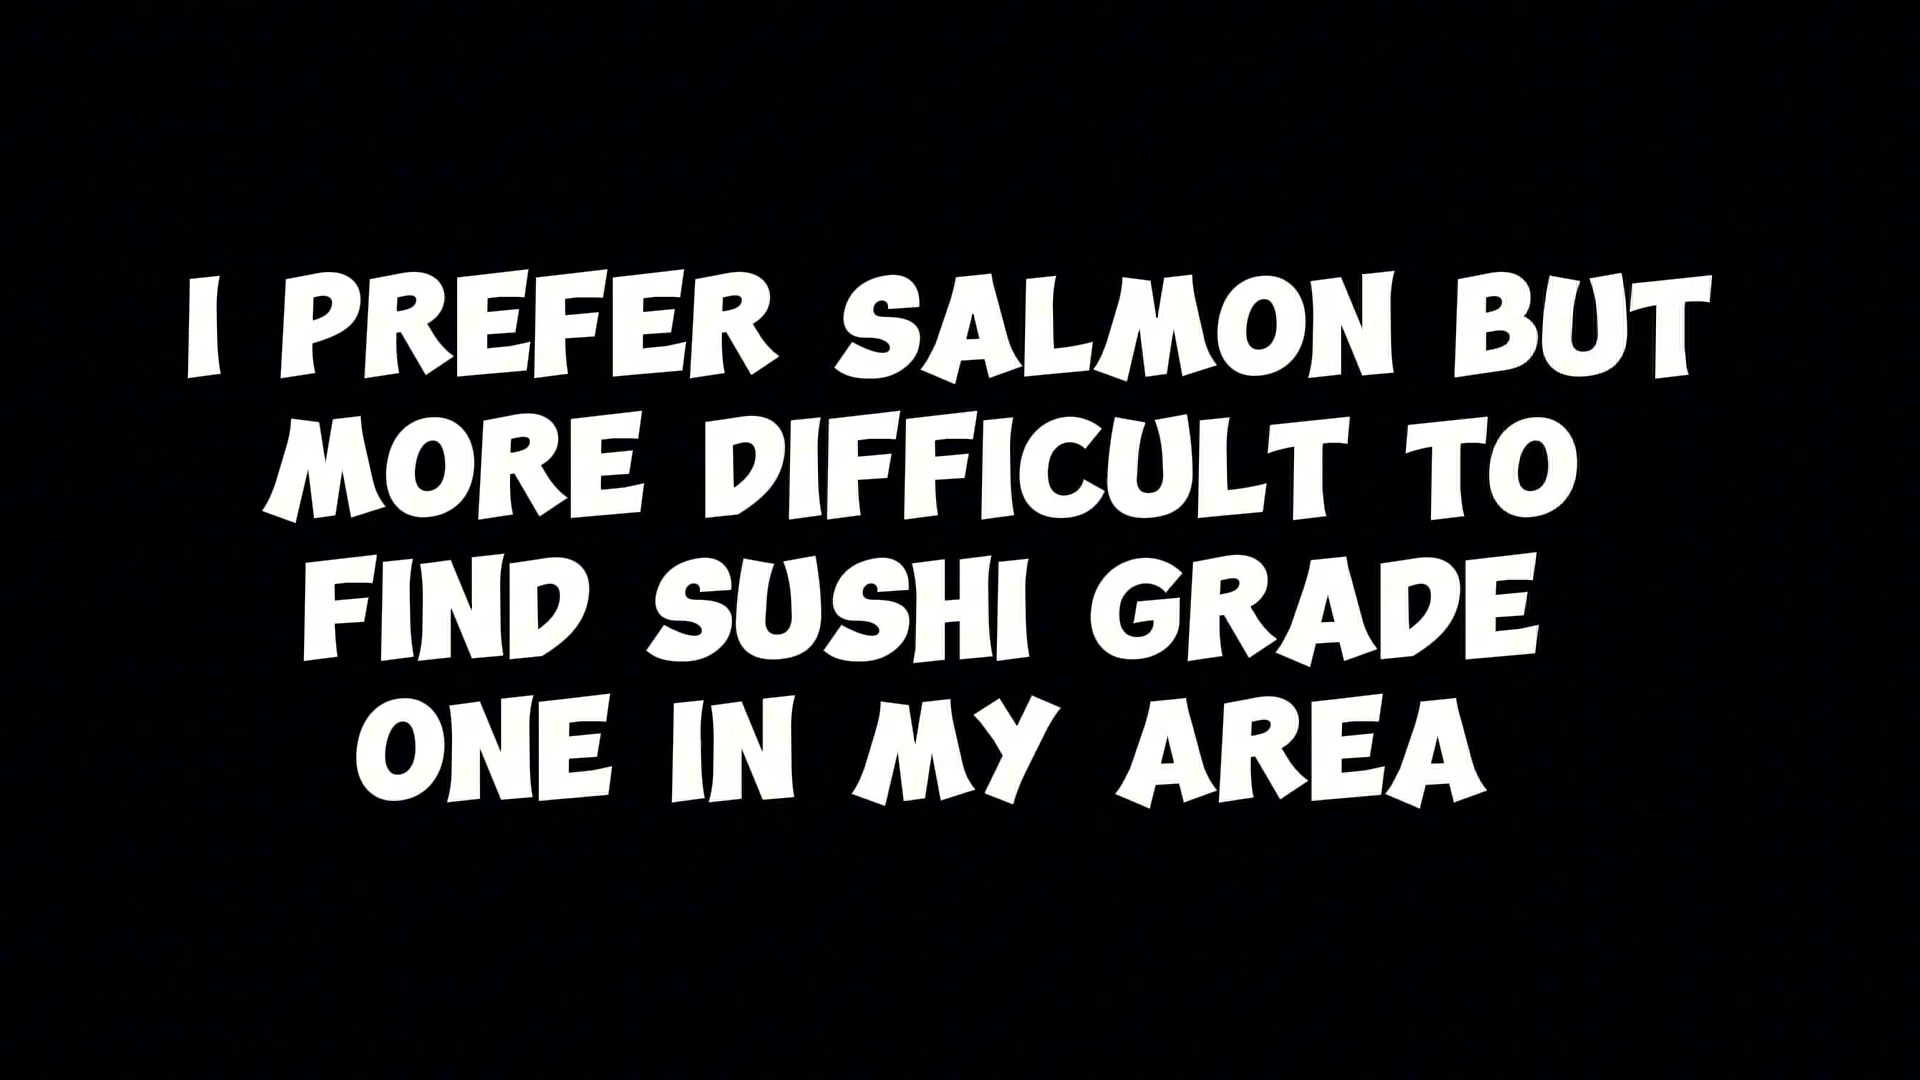 I PREFER SALMON BUT
MORE DIFFICULT TO
FIND SUSHI GRADE
ONE IN MY AREA